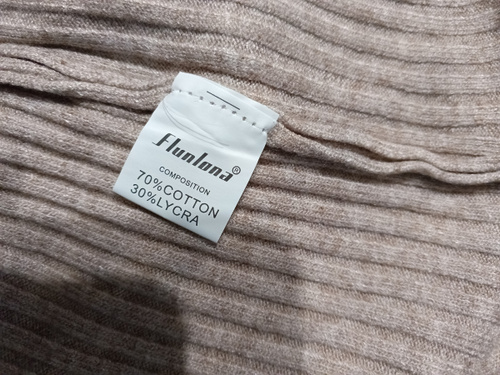 Flunlana®
COMPOSITION
70%COTTON
30%LYCRA